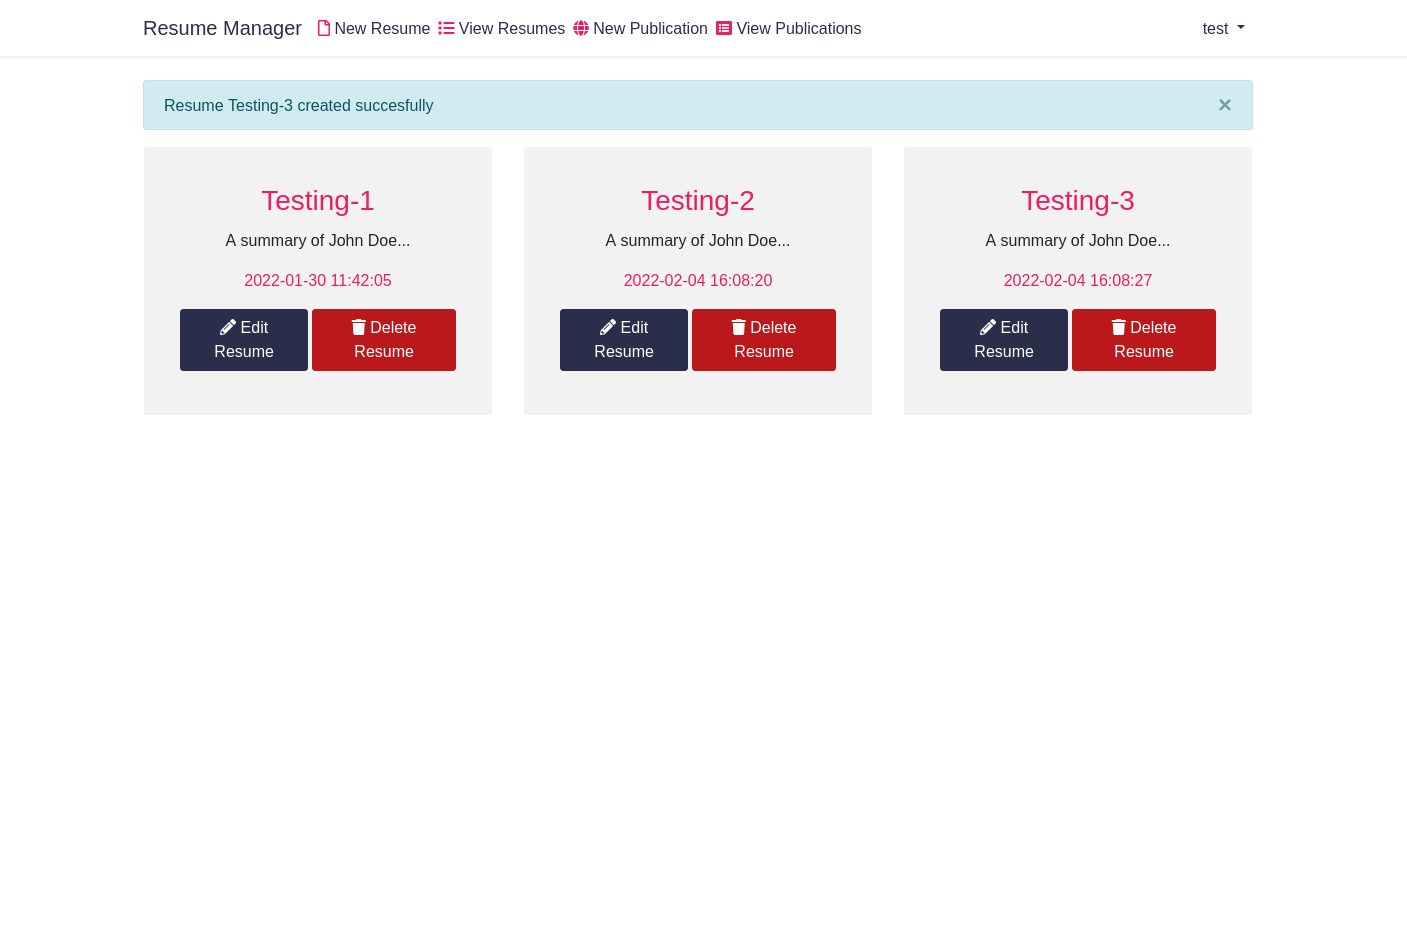 Resume Manager New Resume View Resumes New Publication View Publications test
Resume Testing-3 created succesfully ×
Testing-1
A summary of John Doe...
2022-01-30 11:42:05
Edit Resume
Delete Resume
Testing-2
A summary of John Doe...
2022-02-04 16:08:20
Edit Resume
Delete Resume
Testing-3
A summary of John Doe...
2022-02-04 16:08:27
Edit Resume
Delete Resume